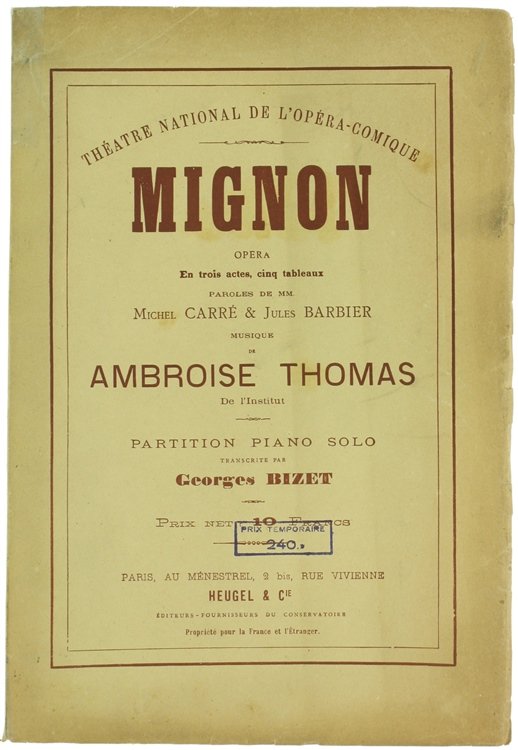 THÉATRE NATIONAL DE L'OPÉRA-COMIQUE
MIGNON
OPÉRA
En trois actes, cinq tableaux
PAROLES DE MM.
MICHEL CARRÉ & JULES BARBIER
MUSIQUE
DE
AMBROISE THOMAS
De l'Institut
PARTITION PIANO SOLO
TRANSCRITE PAR
Georges BIZET
PRIX NET: 10 FRANCS
PRIX TEMPORAIRE
240.
PARIS, AU MÉNESTREL, 2 bis, RUE VIVIENNE
HEUGEL & CIE
ÉDITEURS-FOURNISSEURS DU CONSERVATOIRE
Propriété pour la France et l'Étranger.